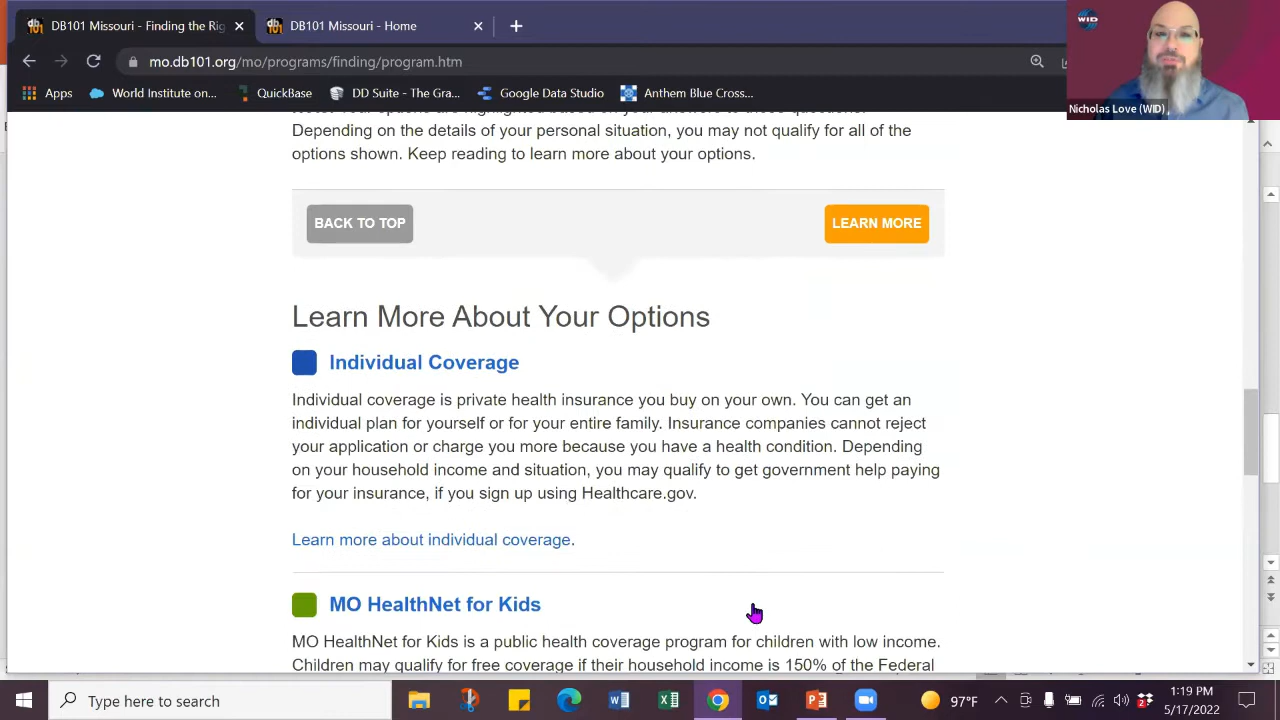 DB101 Missouri - Finding the Rig
DB101 Missouri - Home
WID
mo.db101.org/mo/programs/finding/program.htm
Nicholas Love (WID)
Apps
World Institute on...
QuickBase
DD Suite - The Gra...
Google Data Studio
Anthem Blue Cross...
Depending on the details of your personal situation, you may not qualify for all of the
options shown. Keep reading to learn more about your options.
BACK TO TOP
LEARN MORE
Learn More About Your Options
Individual Coverage
Individual coverage is private health insurance you buy on your own. You can get an
individual plan for yourself or for your entire family. Insurance companies cannot reject
your application or charge you more because you have a health condition. Depending
on your household income and situation, you may qualify to get government help paying
for your insurance, if you sign up using Healthcare.gov.
Learn more about individual coverage.
MO HealthNet for Kids
MO HealthNet for Kids is a public health coverage program for children with low income.
Children may qualify for free coverage if their household income is 150% of the Federal
Type here to search
97°F
1:19 PM
5/17/2022